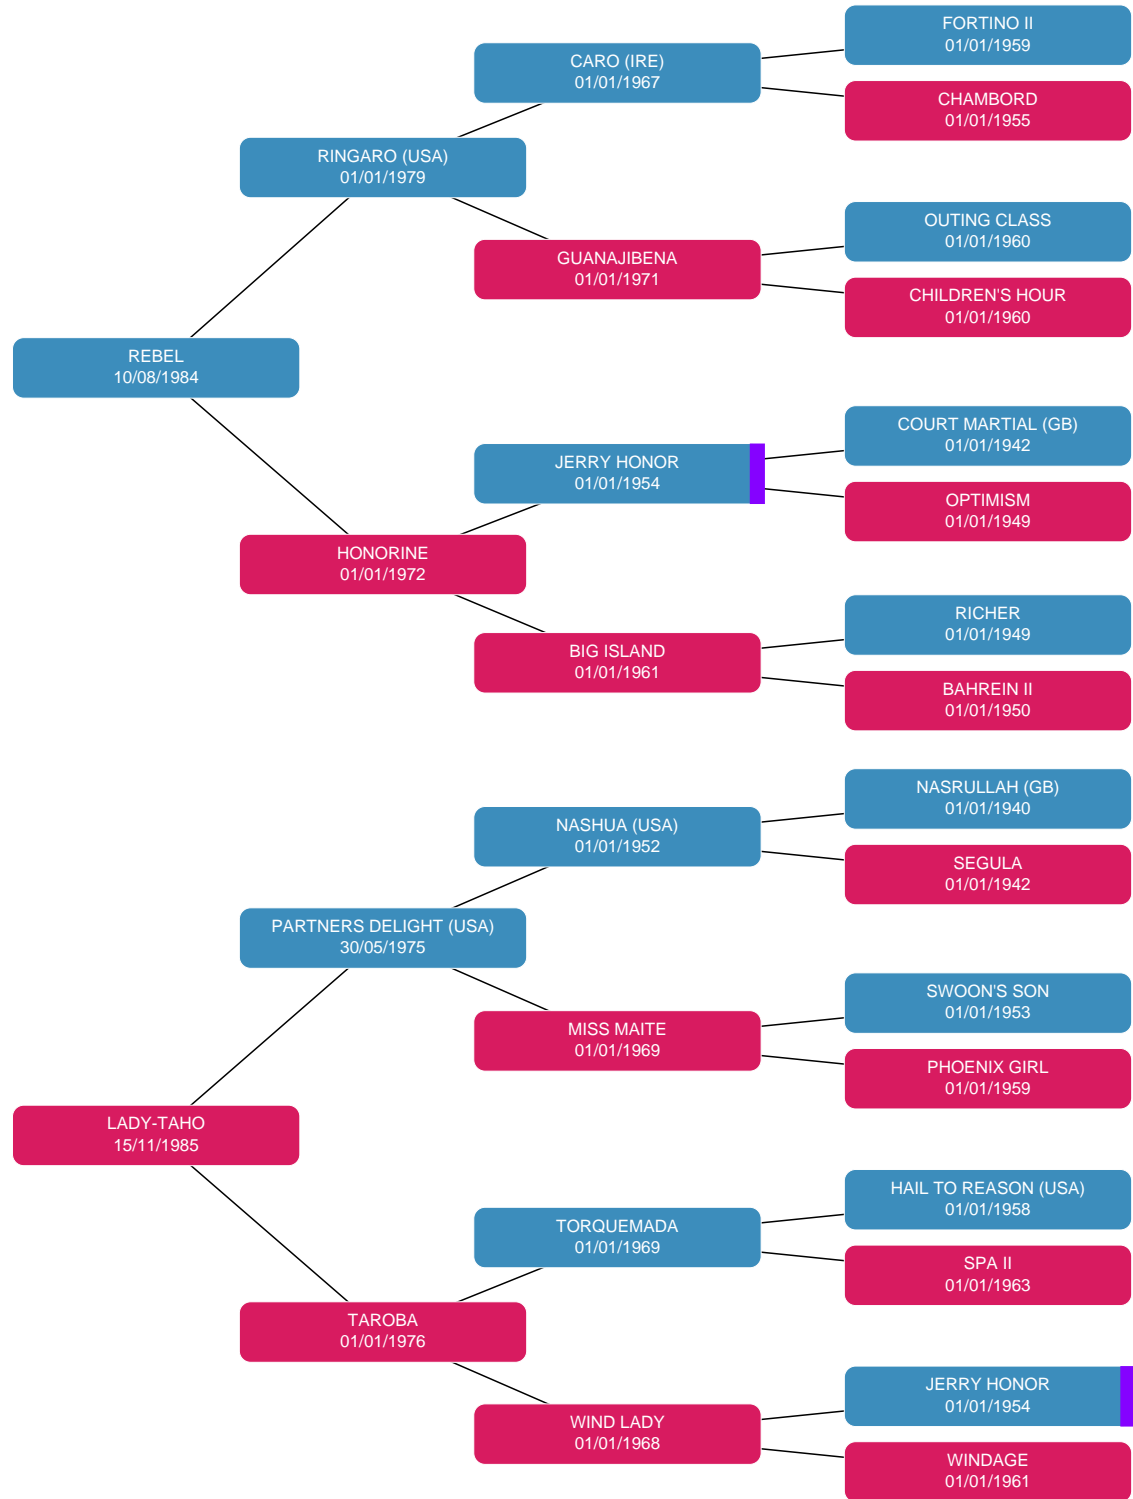 FORTINO II
01/01/1959
CARO (IRE)
01/01/1967
CHAMBORD
01/01/1955
RINGARO (USA)
01/01/1979
OUTING CLASS
01/01/1960
GUANAJIBENA
01/01/1971
CHILDREN'S HOUR
01/01/1960
REBEL
10/08/1984
COURT MARTIAL (GB)
01/01/1942
JERRY HONOR
01/01/1954
OPTIMISM
01/01/1949
HONORINE
01/01/1972
RICHER
01/01/1949
BIG ISLAND
01/01/1961
BAHREIN II
01/01/1950
NASRULLAH (GB)
01/01/1940
NASHUA (USA)
01/01/1952
SEGULA
01/01/1942
PARTNERS DELIGHT (USA)
30/05/1975
SWOON'S SON
01/01/1953
MISS MAITE
01/01/1969
PHOENIX GIRL
01/01/1959
LADY-TAHO
15/11/1985
HAIL TO REASON (USA)
01/01/1958
TORQUEMADA
01/01/1969
SPA II
01/01/1963
TAROBA
01/01/1976
JERRY HONOR
01/01/1954
WIND LADY
01/01/1968
WINDAGE
01/01/1961